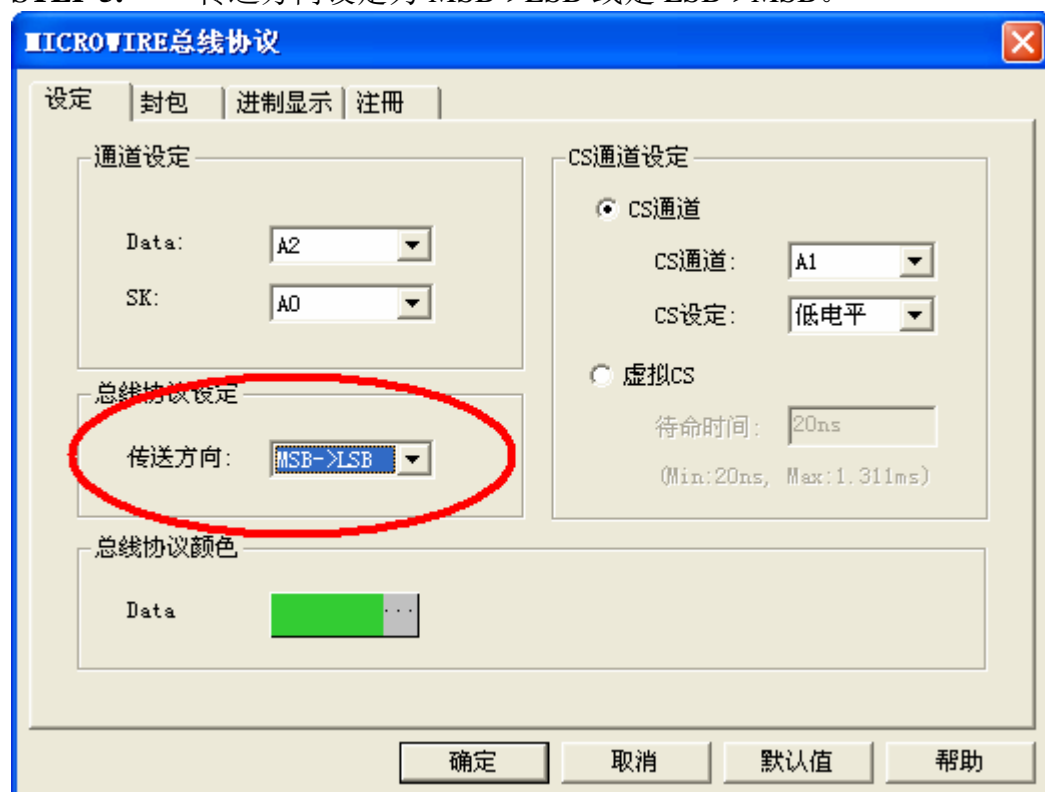 MICROWIRE总线协议
设定 封包 进制显示 注冊
通道设定
Data: A2
SK: A0
CS通道设定
CS通道
CS通道: A1
CS设定: 低电平
虚拟CS
待命时间: 20ns
(Min:20ns, Max:1.311ms)
总线协议设定
传送方向: MSB->LSB
总线协议颜色
Data ...
确定 取消 默认值 帮助